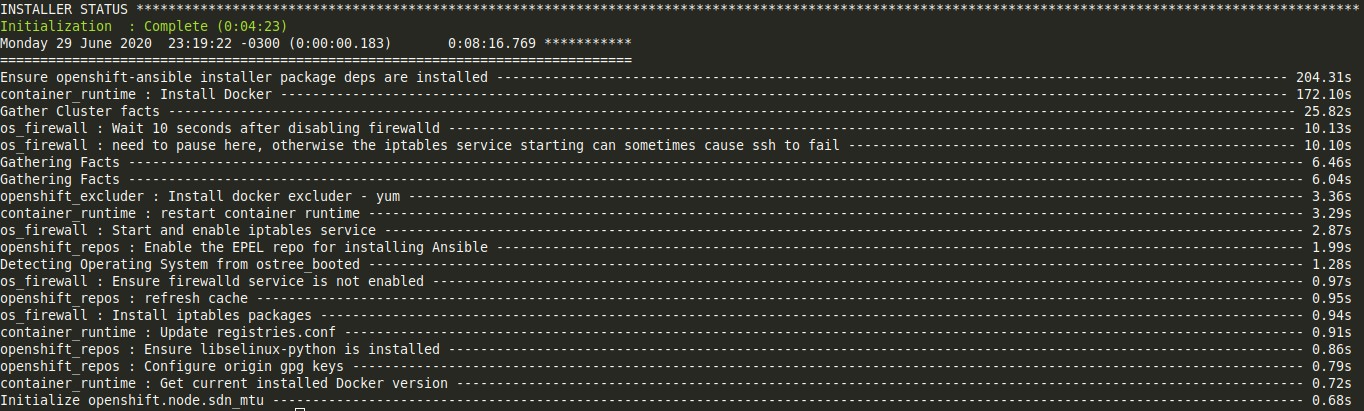 INSTALLER STATUS *********************************************************************************************************************************************************
Initialization  : Complete (0:04:23)
Monday 29 June 2020  23:19:22 -0300 (0:00:00.183)       0:08:16.769 ***********
===============================================================================
Ensure openshift-ansible installer package deps are installed --------------------------------------------------------------------------------------------------- 204.31s
container_runtime : Install Docker ------------------------------------------------------------------------------------------------------------------------------ 172.10s
Gather Cluster facts --------------------------------------------------------------------------------------------------------------------------------------------- 25.82s
os_firewall : Wait 10 seconds after disabling firewalld ---------------------------------------------------------------------------------------------------------- 10.13s
os_firewall : need to pause here, otherwise the iptables service starting can sometimes cause ssh to fail -------------------------------------------------------- 10.10s
Gathering Facts --------------------------------------------------------------------------------------------------------------------------------------------------- 6.46s
Gathering Facts --------------------------------------------------------------------------------------------------------------------------------------------------- 6.04s
openshift_excluder : Install docker excluder - yum ---------------------------------------------------------------------------------------------------------------- 3.36s
container_runtime : restart container runtime --------------------------------------------------------------------------------------------------------------------- 3.29s
os_firewall : Start and enable iptables service ------------------------------------------------------------------------------------------------------------------- 2.87s
openshift_repos : Enable the EPEL repo for installing Ansible ----------------------------------------------------------------------------------------------------- 1.99s
Detecting Operating System from ostree_booted --------------------------------------------------------------------------------------------------------------------- 1.28s
os_firewall : Ensure firewalld service is not enabled ------------------------------------------------------------------------------------------------------------- 0.97s
openshift_repos : refresh cache ----------------------------------------------------------------------------------------------------------------------------------- 0.95s
os_firewall : Install iptables packages --------------------------------------------------------------------------------------------------------------------------- 0.94s
container_runtime : Update registries.conf ------------------------------------------------------------------------------------------------------------------------ 0.91s
openshift_repos : Ensure libselinux-python is installed ----------------------------------------------------------------------------------------------------------- 0.86s
openshift_repos : Configure origin gpg keys ----------------------------------------------------------------------------------------------------------------------- 0.79s
container_runtime : Get current installed Docker version ---------------------------------------------------------------------------------------------------------- 0.72s
Initialize openshift.node.sdn_mtu --------------------------------------------------------------------------------------------------------------------------------- 0.68s